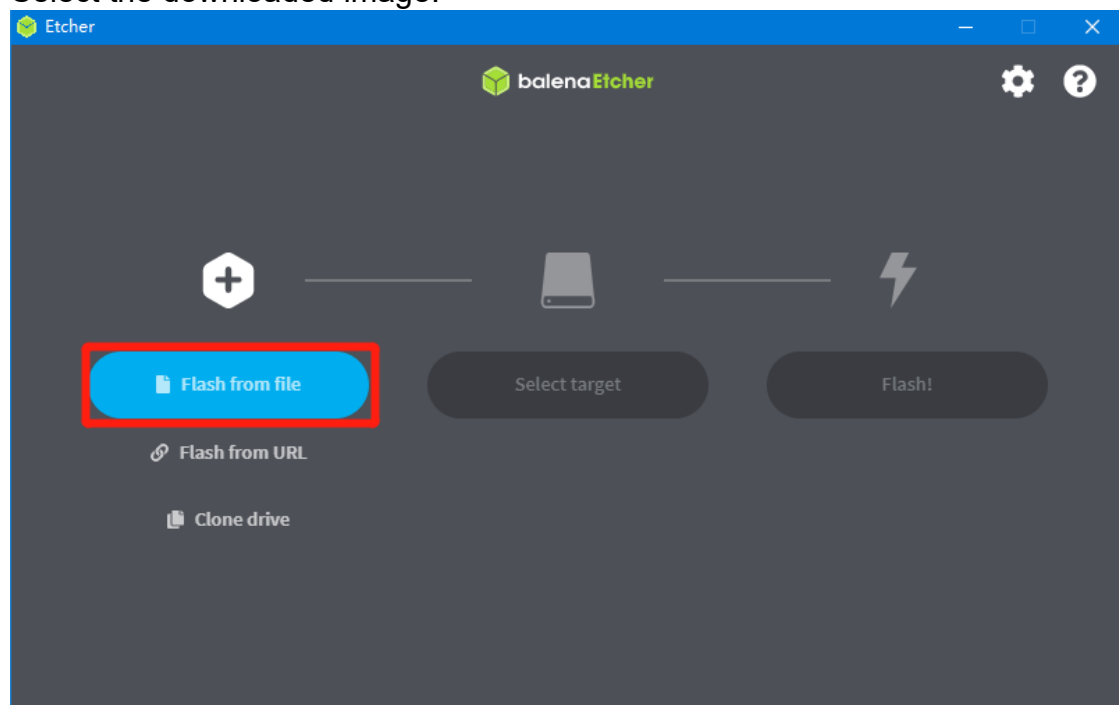 Select the downloaded image.
Etcher
balenaEtcher
Flash from file
Select target
Flash!
Flash from URL
Clone drive